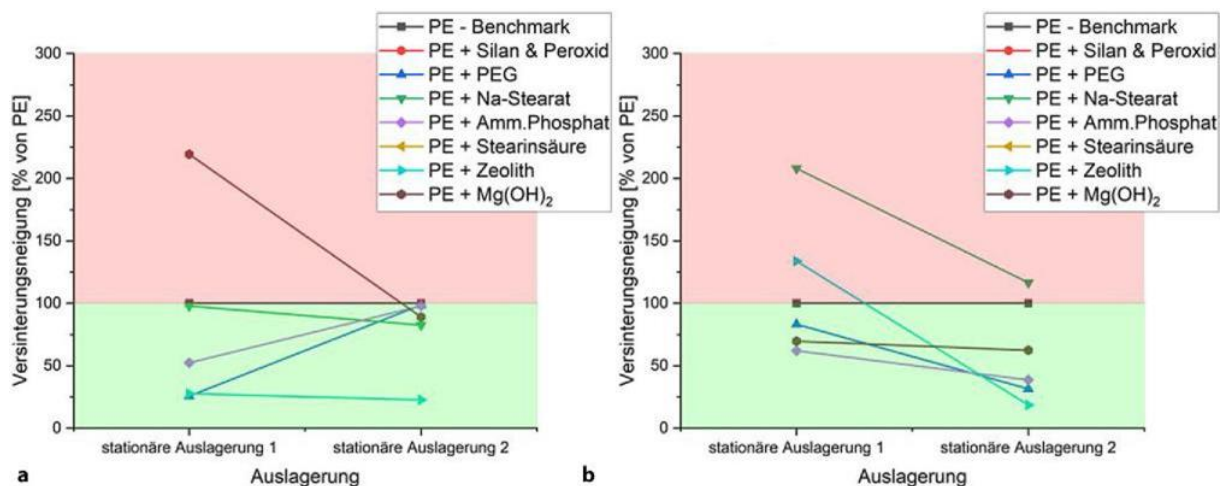 PE - Benchmark
PE + Silan & Peroxid
PE + PEG
PE + Na-Stearat
PE + Amm.Phosphat
PE + Stearinsäure
PE + Zeolith
PE + Mg(OH)₂
Versinterungsneigung [% von PE]
300
250
200
150
100
50
0
stationäre Auslagerung 1
stationäre Auslagerung 2
Auslagerung
a
PE - Benchmark
PE + Silan & Peroxid
PE + PEG
PE + Na-Stearat
PE + Amm.Phosphat
PE + Stearinsäure
PE + Zeolith
PE + Mg(OH)₂
Versinterungsneigung [% von PE]
300
250
200
150
100
50
0
stationäre Auslagerung 1
stationäre Auslagerung 2
Auslagerung
b